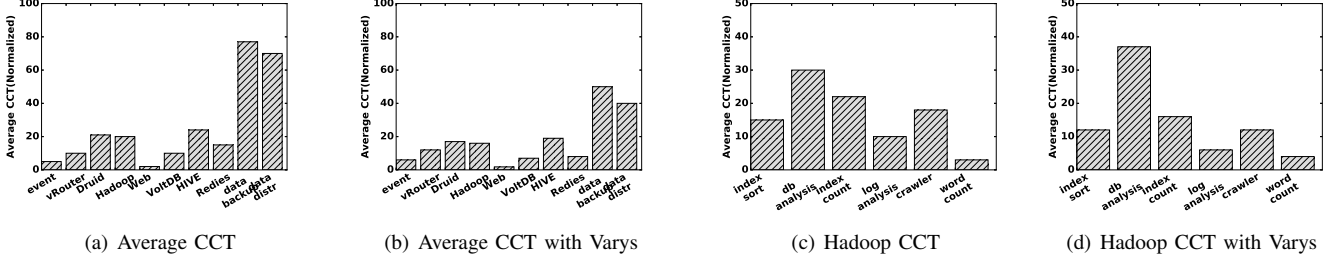 100
80
60
40
20
0
Average CCT(Normalized)
event
vRouter
Druid
Hadoop
Web
VoltDB
HIVE
Redies
data
backup
data
distr
(a) Average CCT
100
80
60
40
20
0
Average CCT(Normalized)
event
vRouter
Druid
Hadoop
Web
VoltDB
HIVE
Redies
data
backup
data
distr
(b) Average CCT with Varys
50
40
30
20
10
0
Average CCT(Normalized)
index
sort
db
analysis
index
count
log
analysis
crawler
word
count
(c) Hadoop CCT
50
40
30
20
10
0
Average CCT(Normalized)
index
sort
db
analysis
index
count
log
analysis
crawler
word
count
(d) Hadoop CCT with Varys